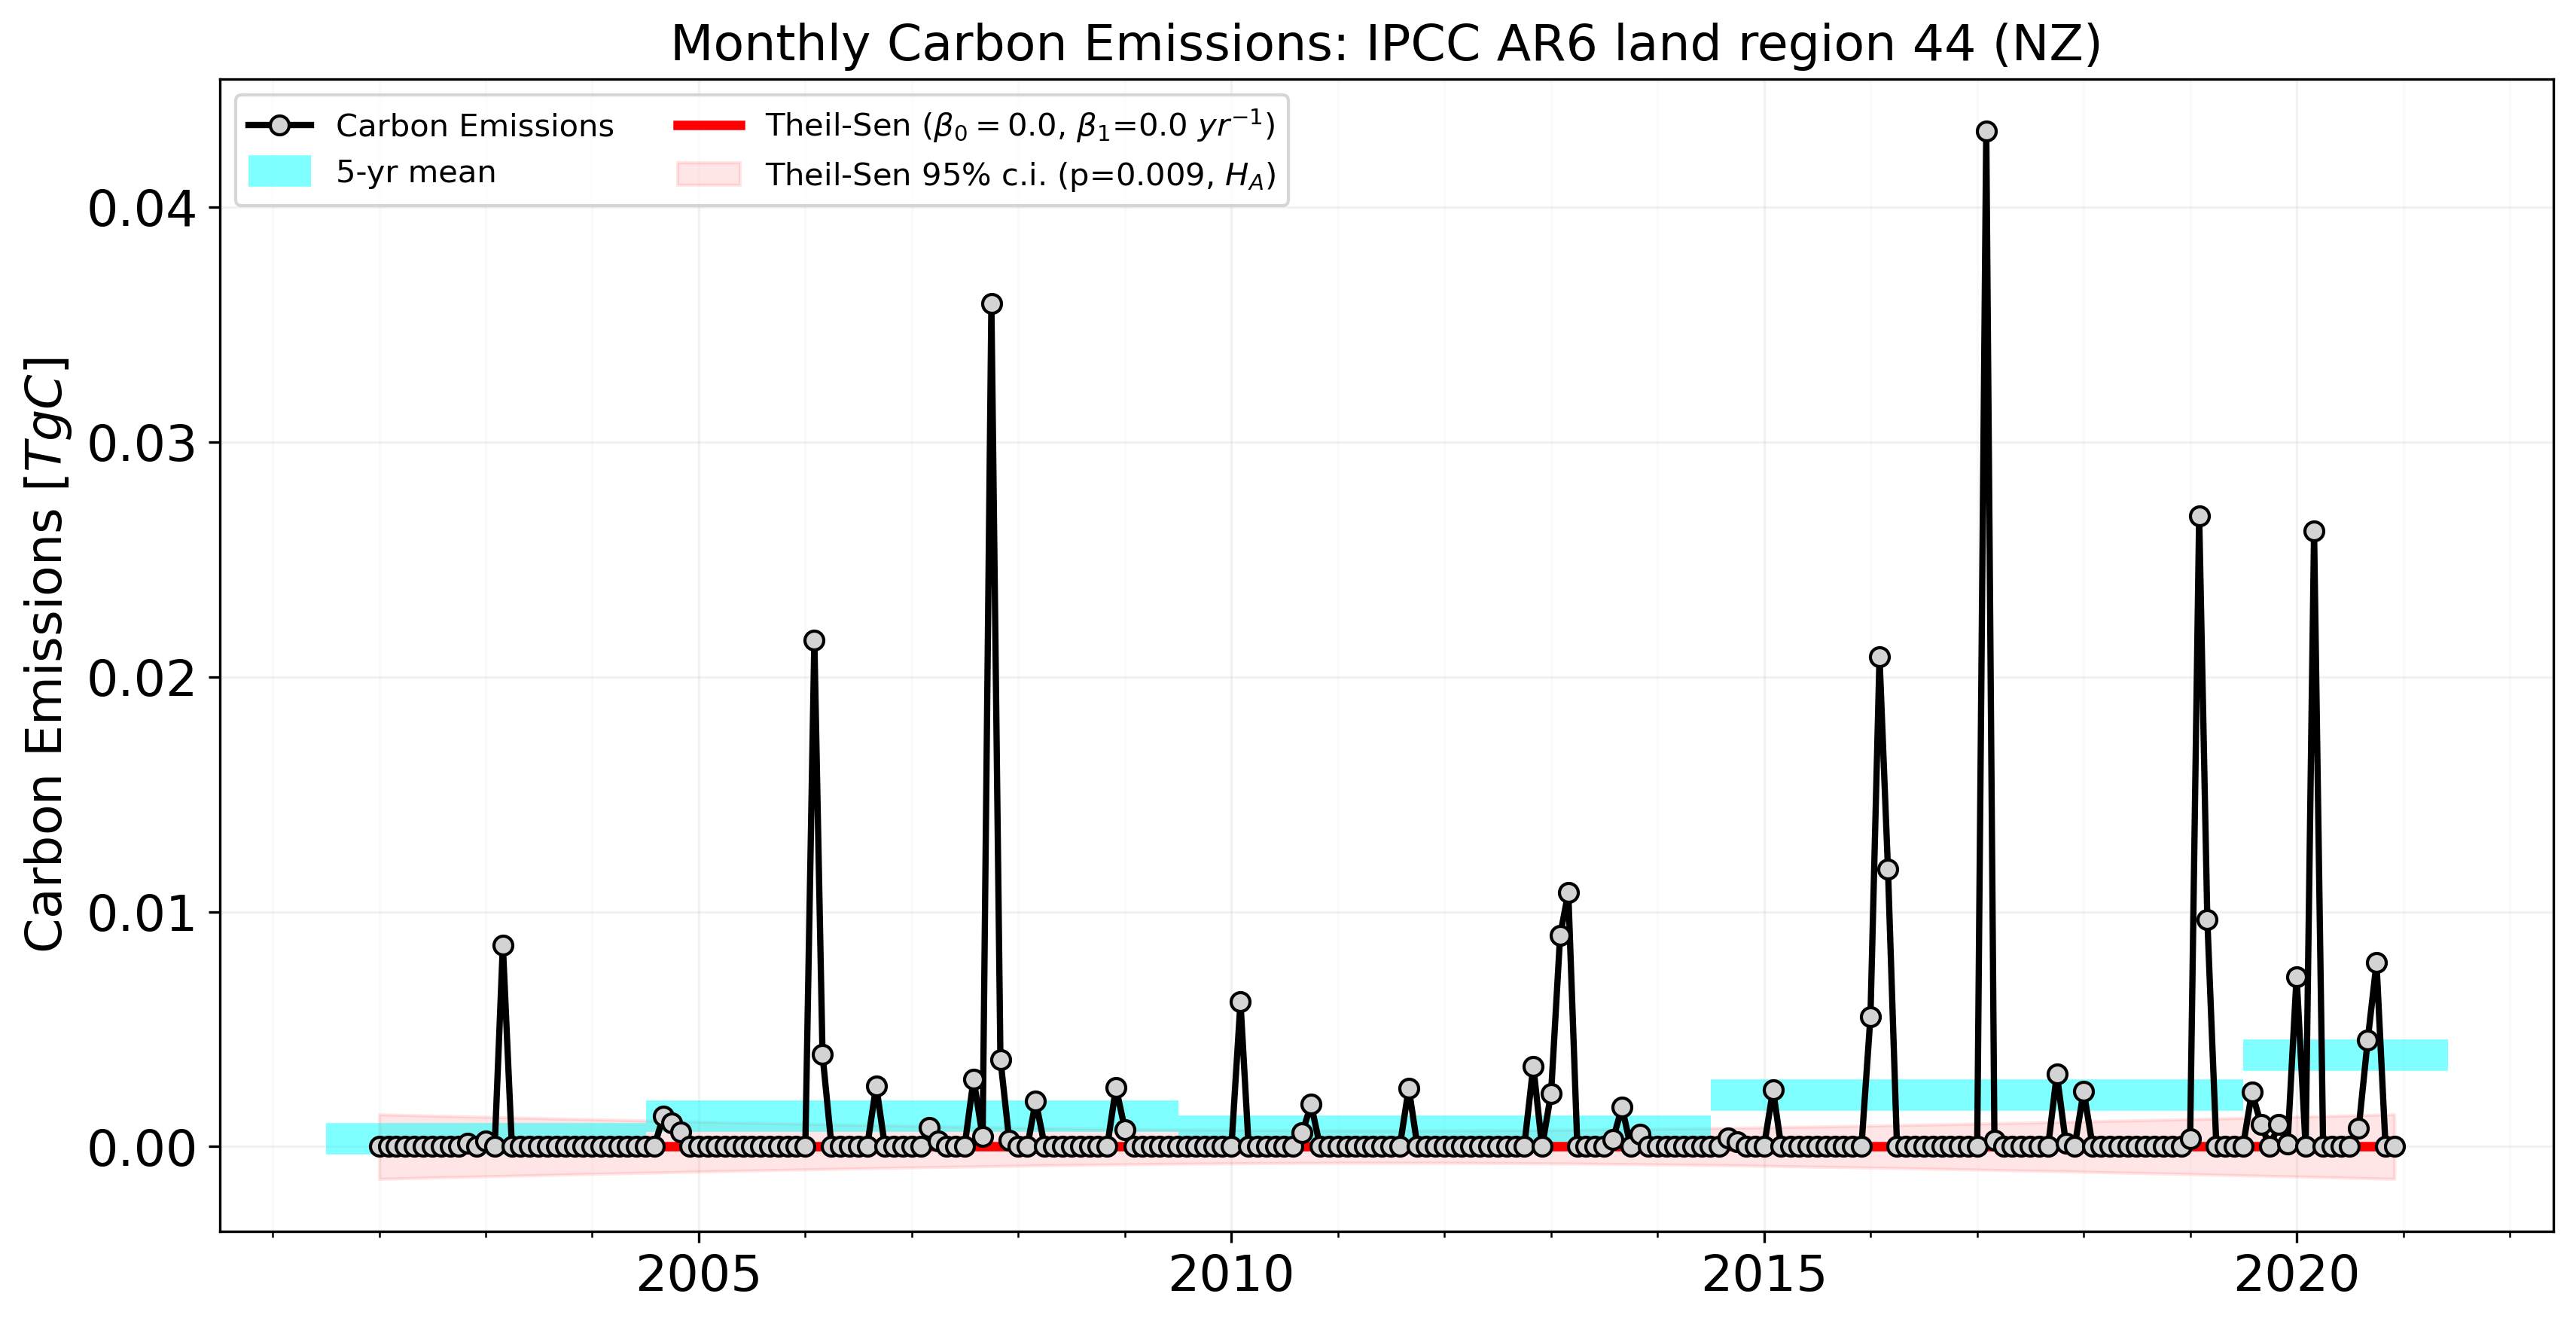 Monthly Carbon Emissions: IPCC AR6 land region 44 (NZ)
Carbon Emissions
5-yr mean
Theil-Sen (β₀ = 0.0, β₁=0.0 yr⁻¹)
Theil-Sen 95% c.i. (p=0.009, H_A)
Carbon Emissions [TgC]
0.04
0.03
0.02
0.01
0.00
2005 2010 2015 2020